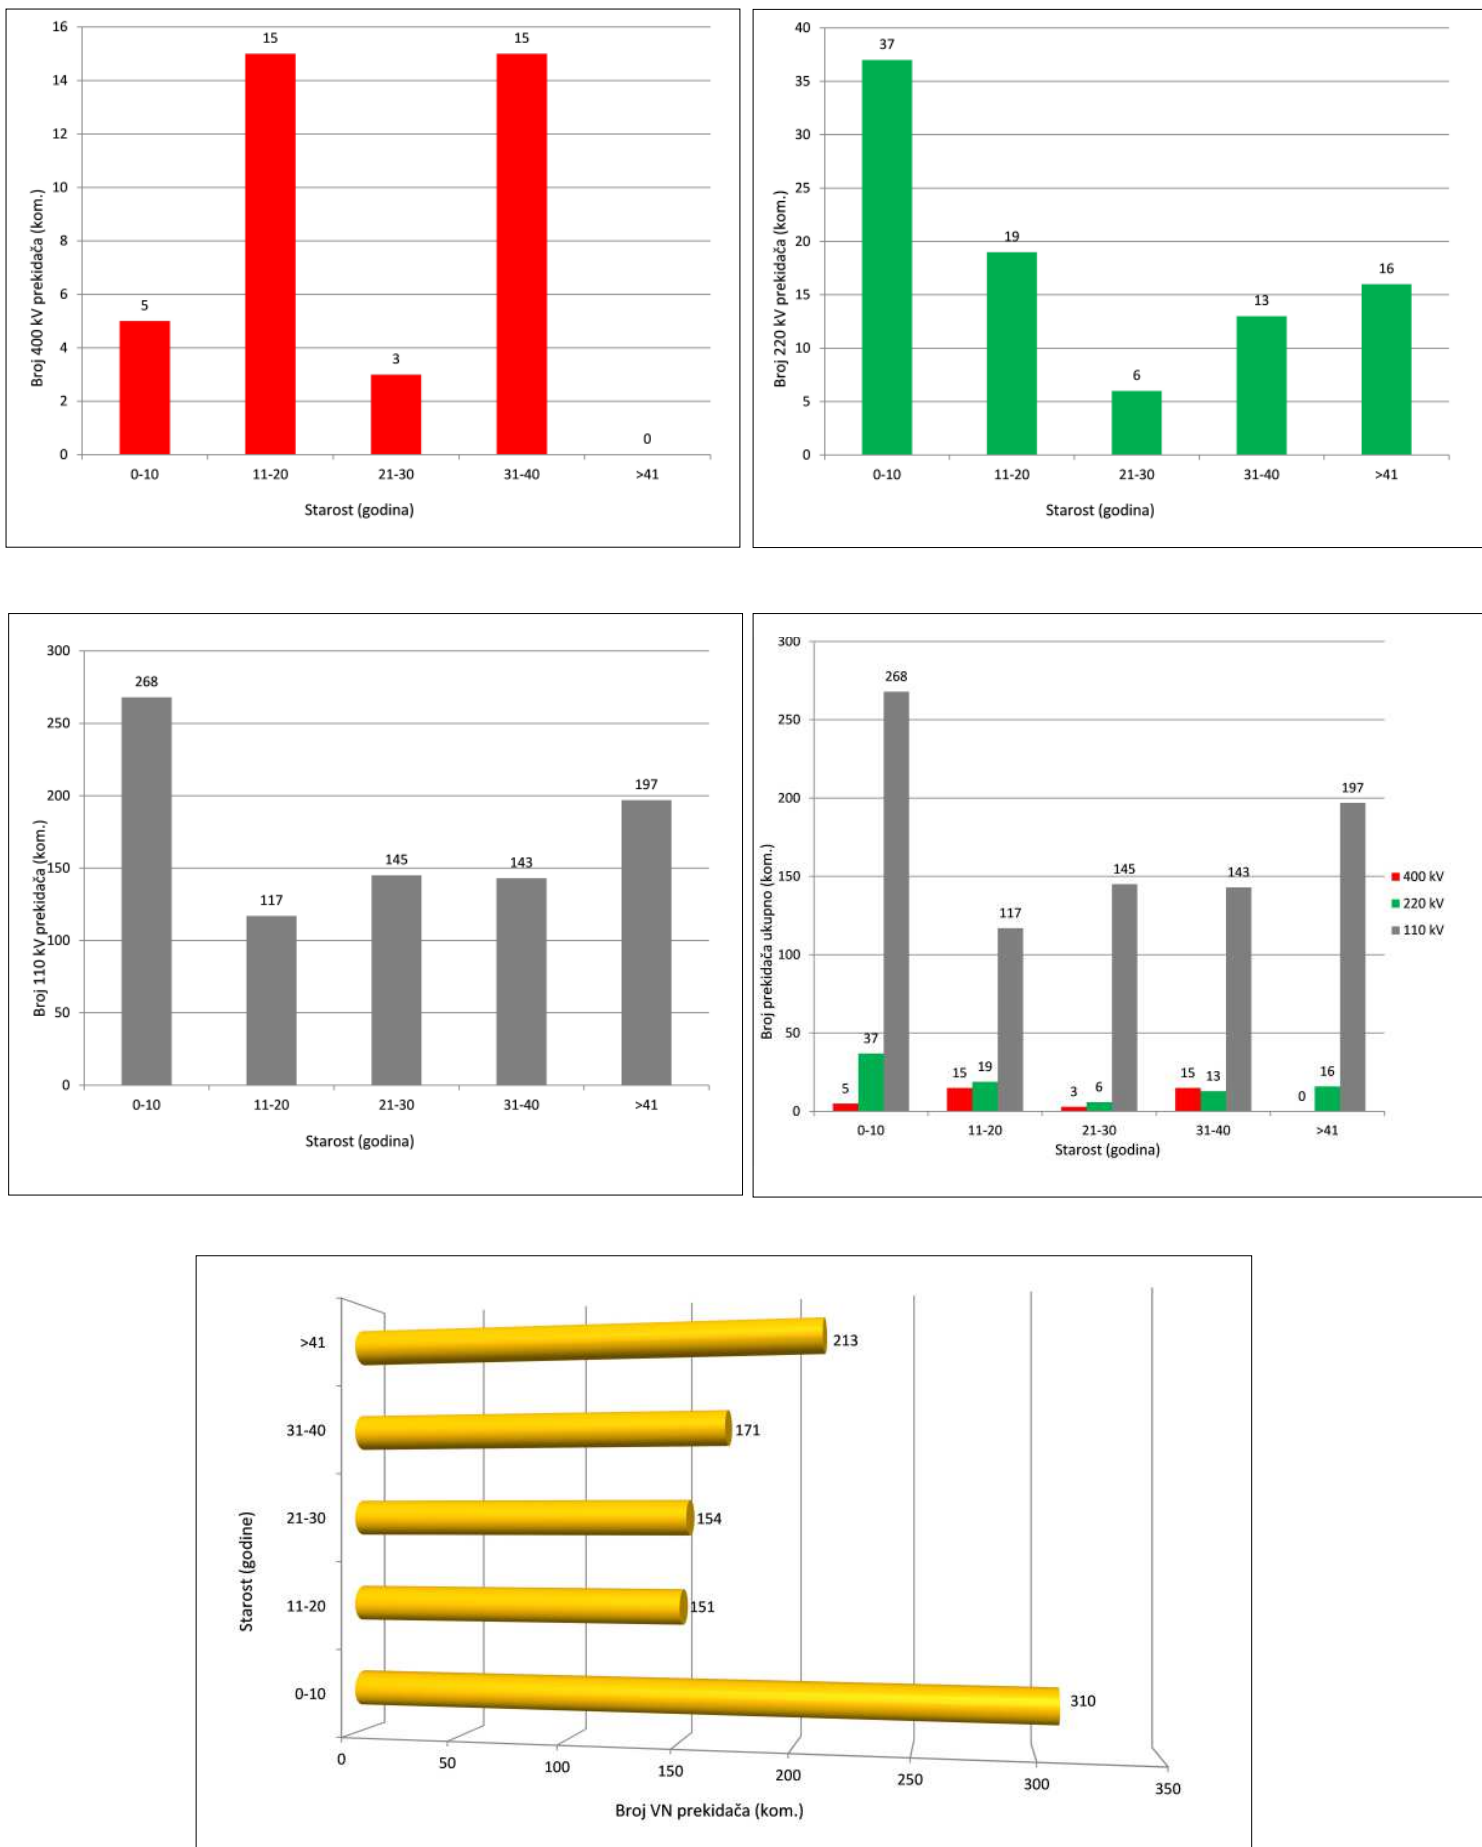 16
14
12
10
8
6
4
2
0
15
15
5
3
0
0-10 11-20 21-30 31-40 >41
Broj 400 kV prekidača (kom.)
Starost (godina)
40
35
30
25
20
15
10
5
0
37
19
6
13
16
0-10 11-20 21-30 31-40 >41
Broj 220 kV prekidača (kom.)
Starost (godina)
300
250
200
150
100
50
0
268
117
145
143
197
0-10 11-20 21-30 31-40 >41
Broj 110 kV prekidača (kom.)
Starost (godina)
300
250
200
150
100
50
0
5 37 268
15 19 117
3 6 145
15 13 143
0 16 197
0-10 11-20 21-30 31-40 >41
Broj prekidača ukupno (kom.)
Starost (godina)
400 kV
220 kV
110 kV
>41 213
31-40 171
21-30 154
11-20 151
0-10 310
0 50 100 150 200 250 300 350
Starost (godine)
Broj VN prekidača (kom.)